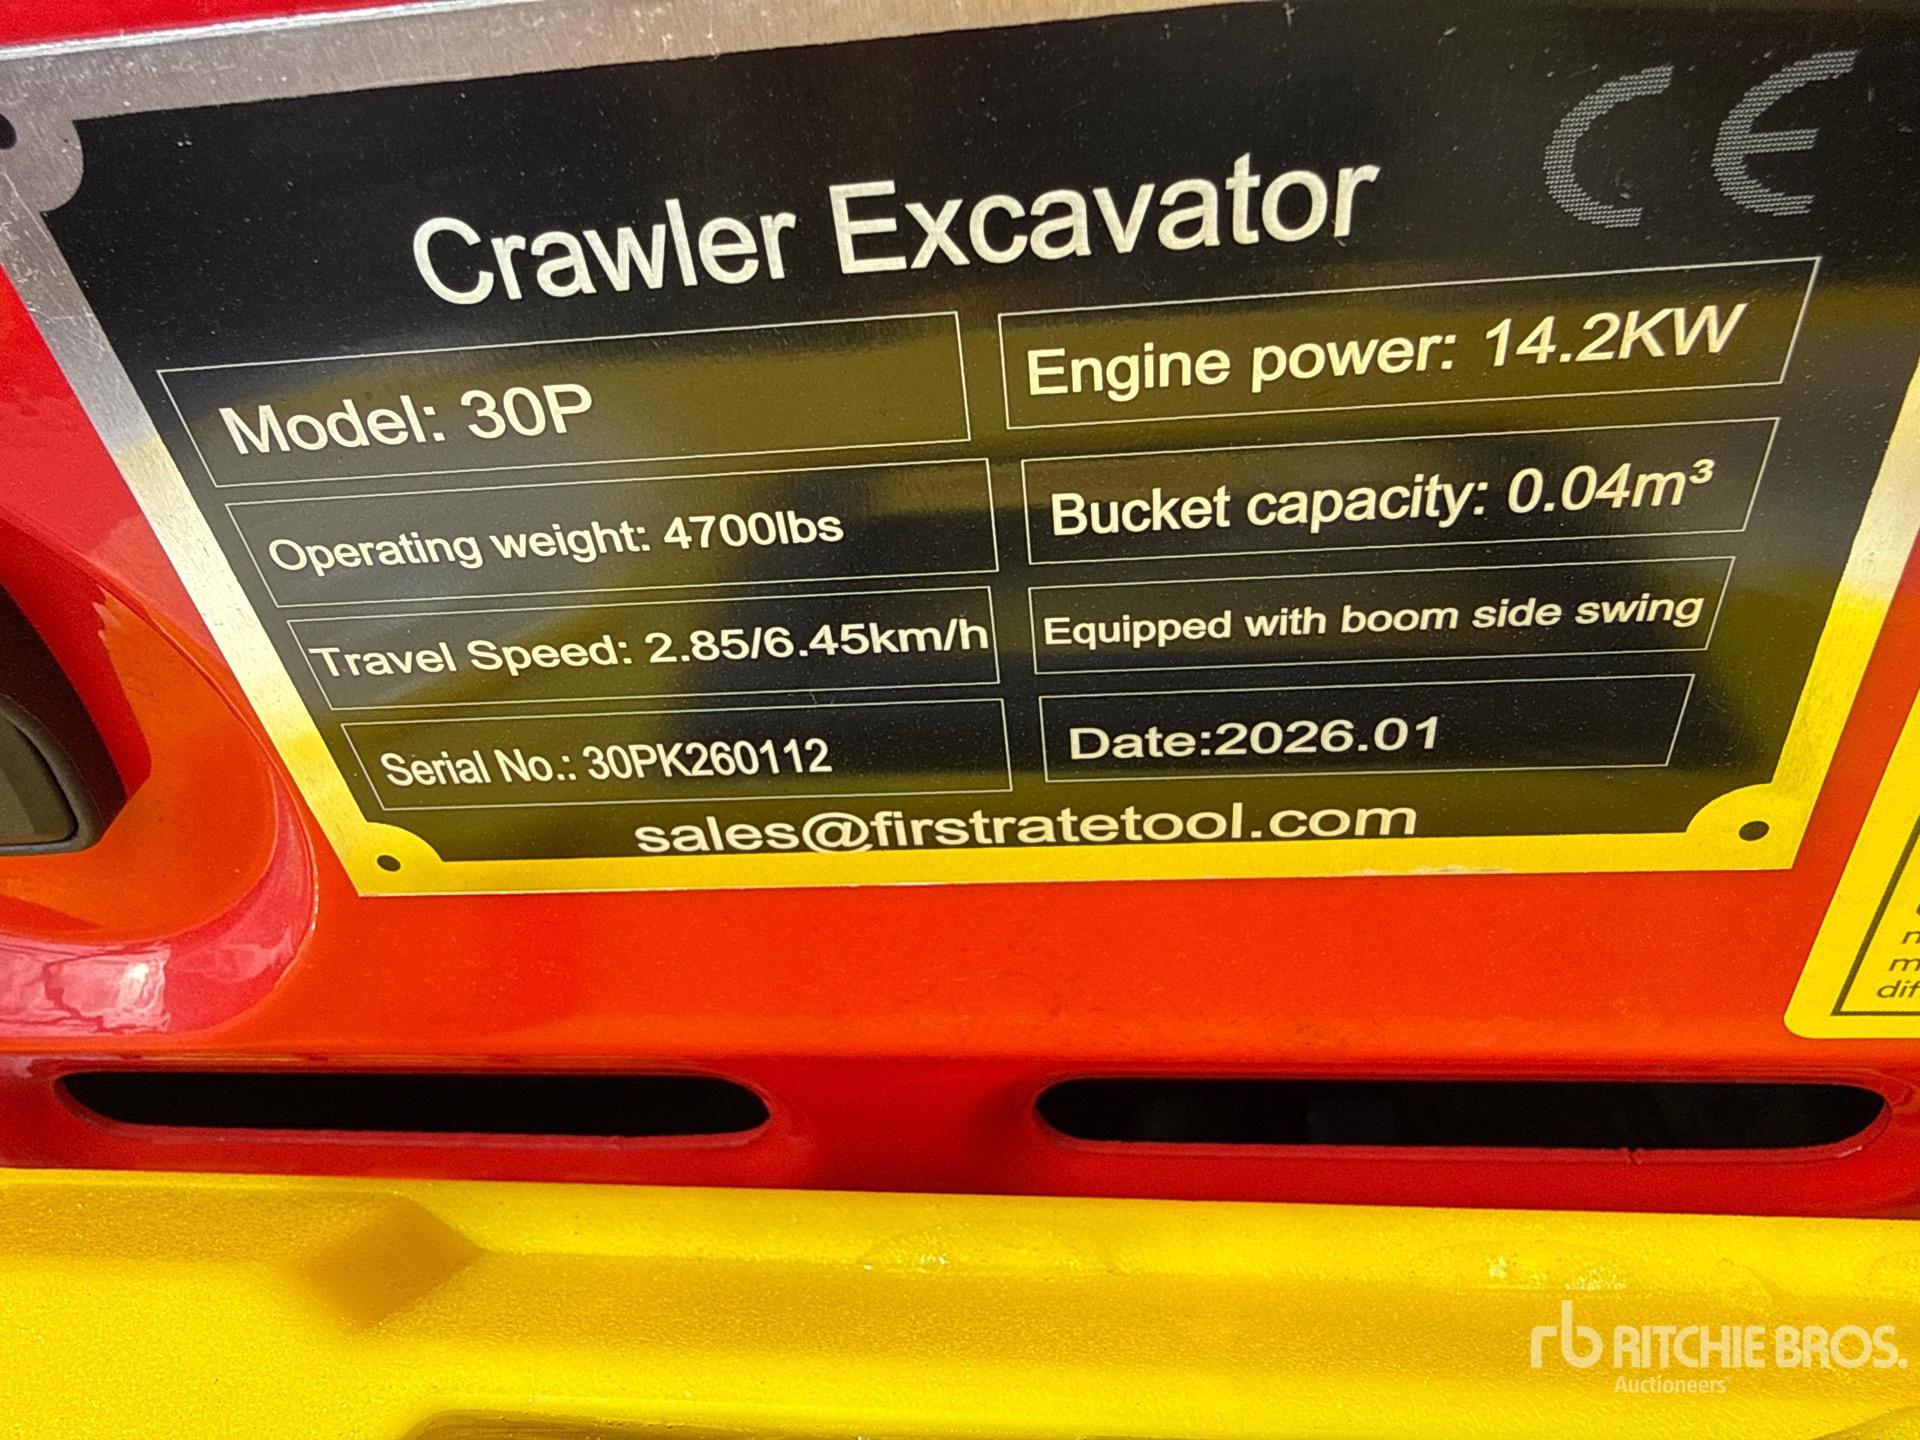 CE
Crawler Excavator
Model: 30P
Engine power: 14.2KW
Operating weight: 4700lbs
Bucket capacity: 0.04m³
Travel Speed: 2.85/6.45km/h
Equipped with boom side swing
Serial No.: 30PK260112
Date:2026.01
sales@firstratetool.com
rb RITCHIE BROS.
Auctioneers